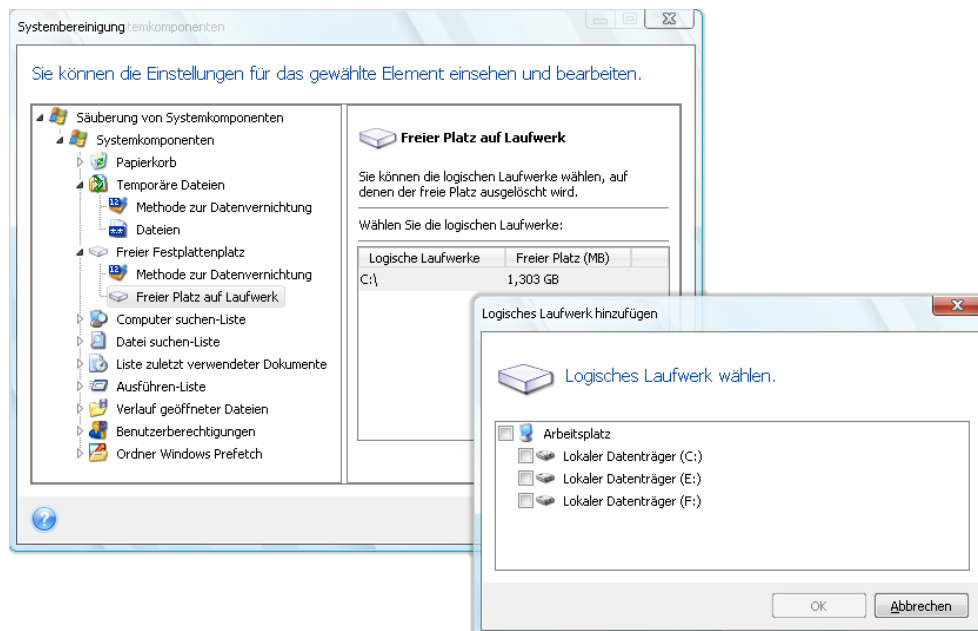 Systembereinigung temkomponenten
Sie können die Einstellungen für das gewählte Element einsehen und bearbeiten.
Säuberung von Systemkomponenten
Systemkomponenten
Papierkorb
Temporäre Dateien
Methode zur Datenvernichtung
Dateien
Freier Festplattenplatz
Methode zur Datenvernichtung
Freier Platz auf Laufwerk
Computer suchen-Liste
Datei suchen-Liste
Liste zuletzt verwendeter Dokumente
Ausführen-Liste
Verlauf geöffneter Dateien
Benutzerberechtigungen
Ordner Windows Prefetch
Freier Platz auf Laufwerk
Sie können die logischen Laufwerke wählen, auf
denen der freie Platz ausgelöscht wird.
Wählen Sie die logischen Laufwerke:
Logische Laufwerke Freier Platz (MB)
C:\ 1,303 GB
Logisches Laufwerk hinzufügen
Logisches Laufwerk wählen.
Arbeitsplatz
Lokaler Datenträger (C:)
Lokaler Datenträger (E:)
Lokaler Datenträger (F:)
OK Abbrechen